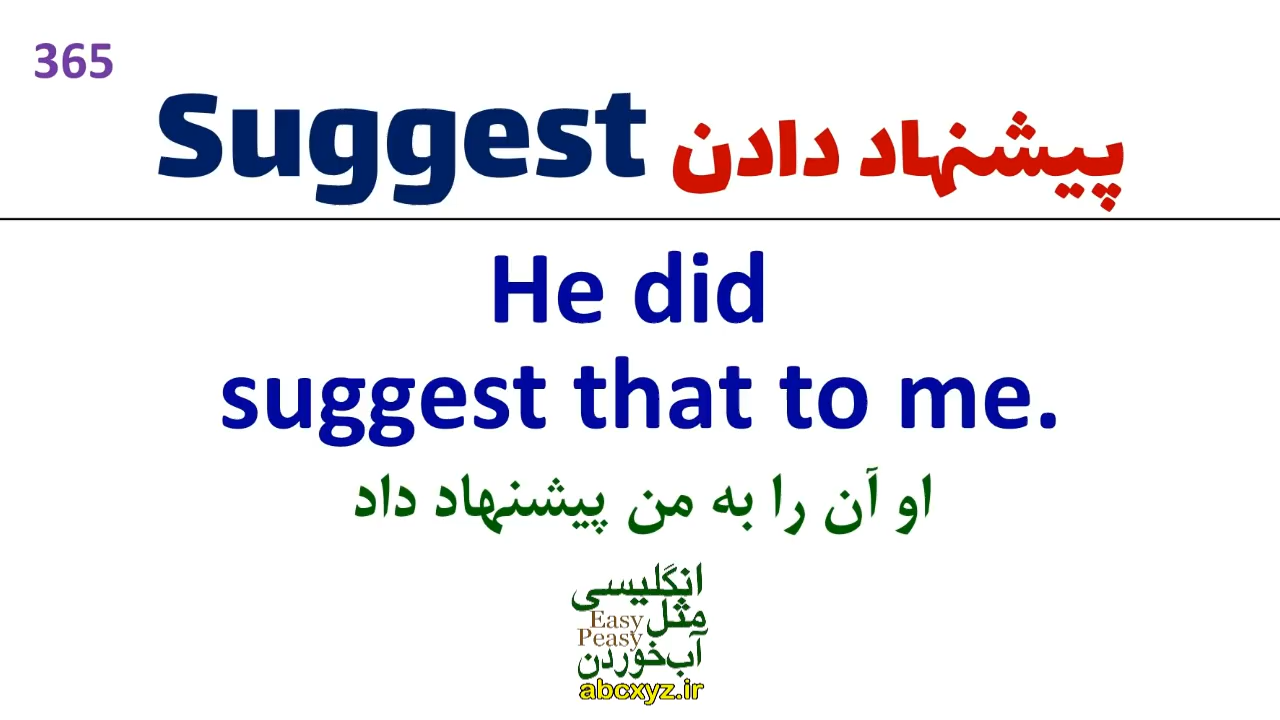 365
Suggest پیشنهاد دادن
He did
suggest that to me.
او آن را به من پیشنهاد داد
انگلیسی
مثل Easy
Peasy
آب‌خوردن
abcxyz.ir